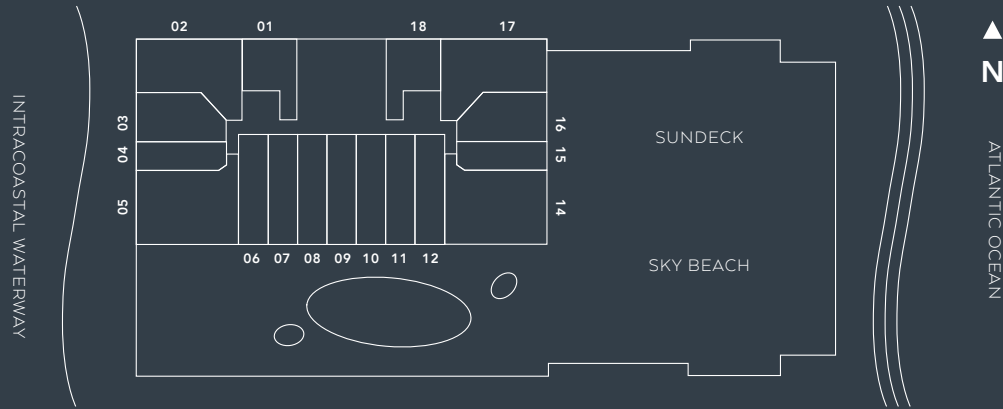 02 01 18 17
N
03
16
SUNDECK
04
15
INTRACOASTAL WATERWAY
ATLANTIC OCEAN
05
14
06 07 08 09 10 11 12
SKY BEACH